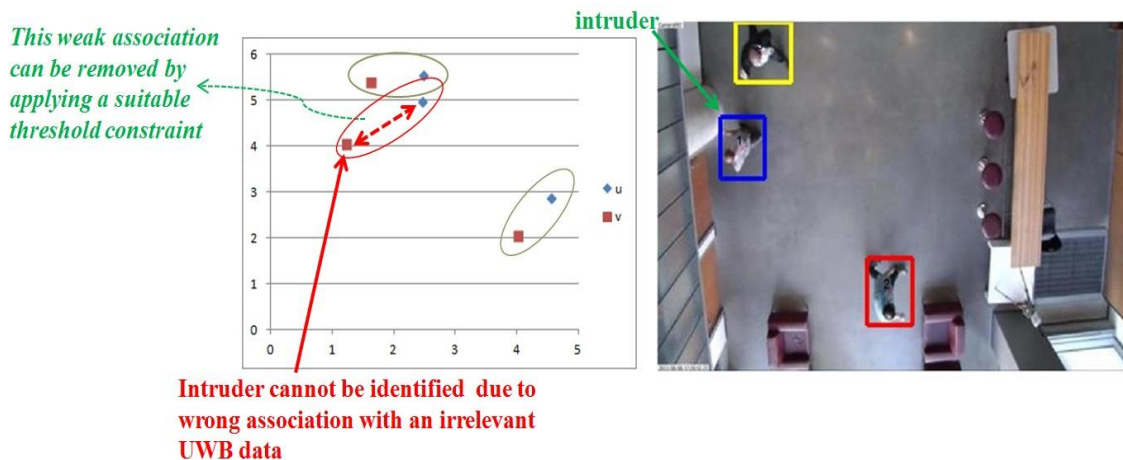 This weak association
can be removed by
applying a suitable
threshold constraint
6
5
4
3
2
1
0
0 1 2 3 4 5
u
v
Intruder cannot be identified due to
wrong association with an irrelevant
UWB data
intruder
1
2